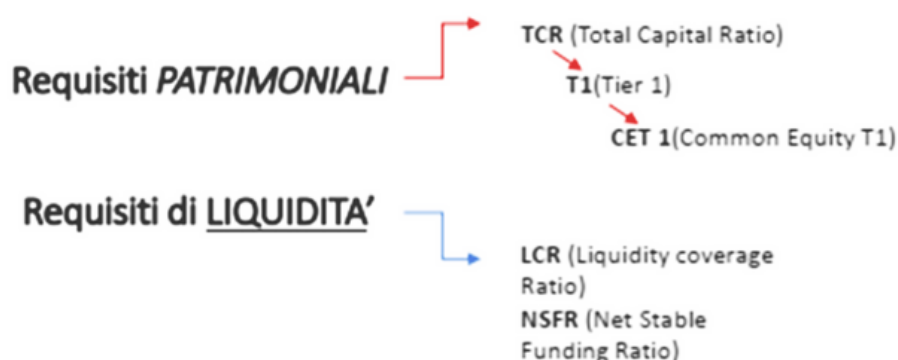 TCR (Total Capital Ratio)
Requisiti PATRIMONIALI
T1(Tier 1)
CET 1(Common Equity T1)
Requisiti di LIQUIDITA’
LCR (Liquidity coverage
Ratio)
NSFR (Net Stable
Funding Ratio)